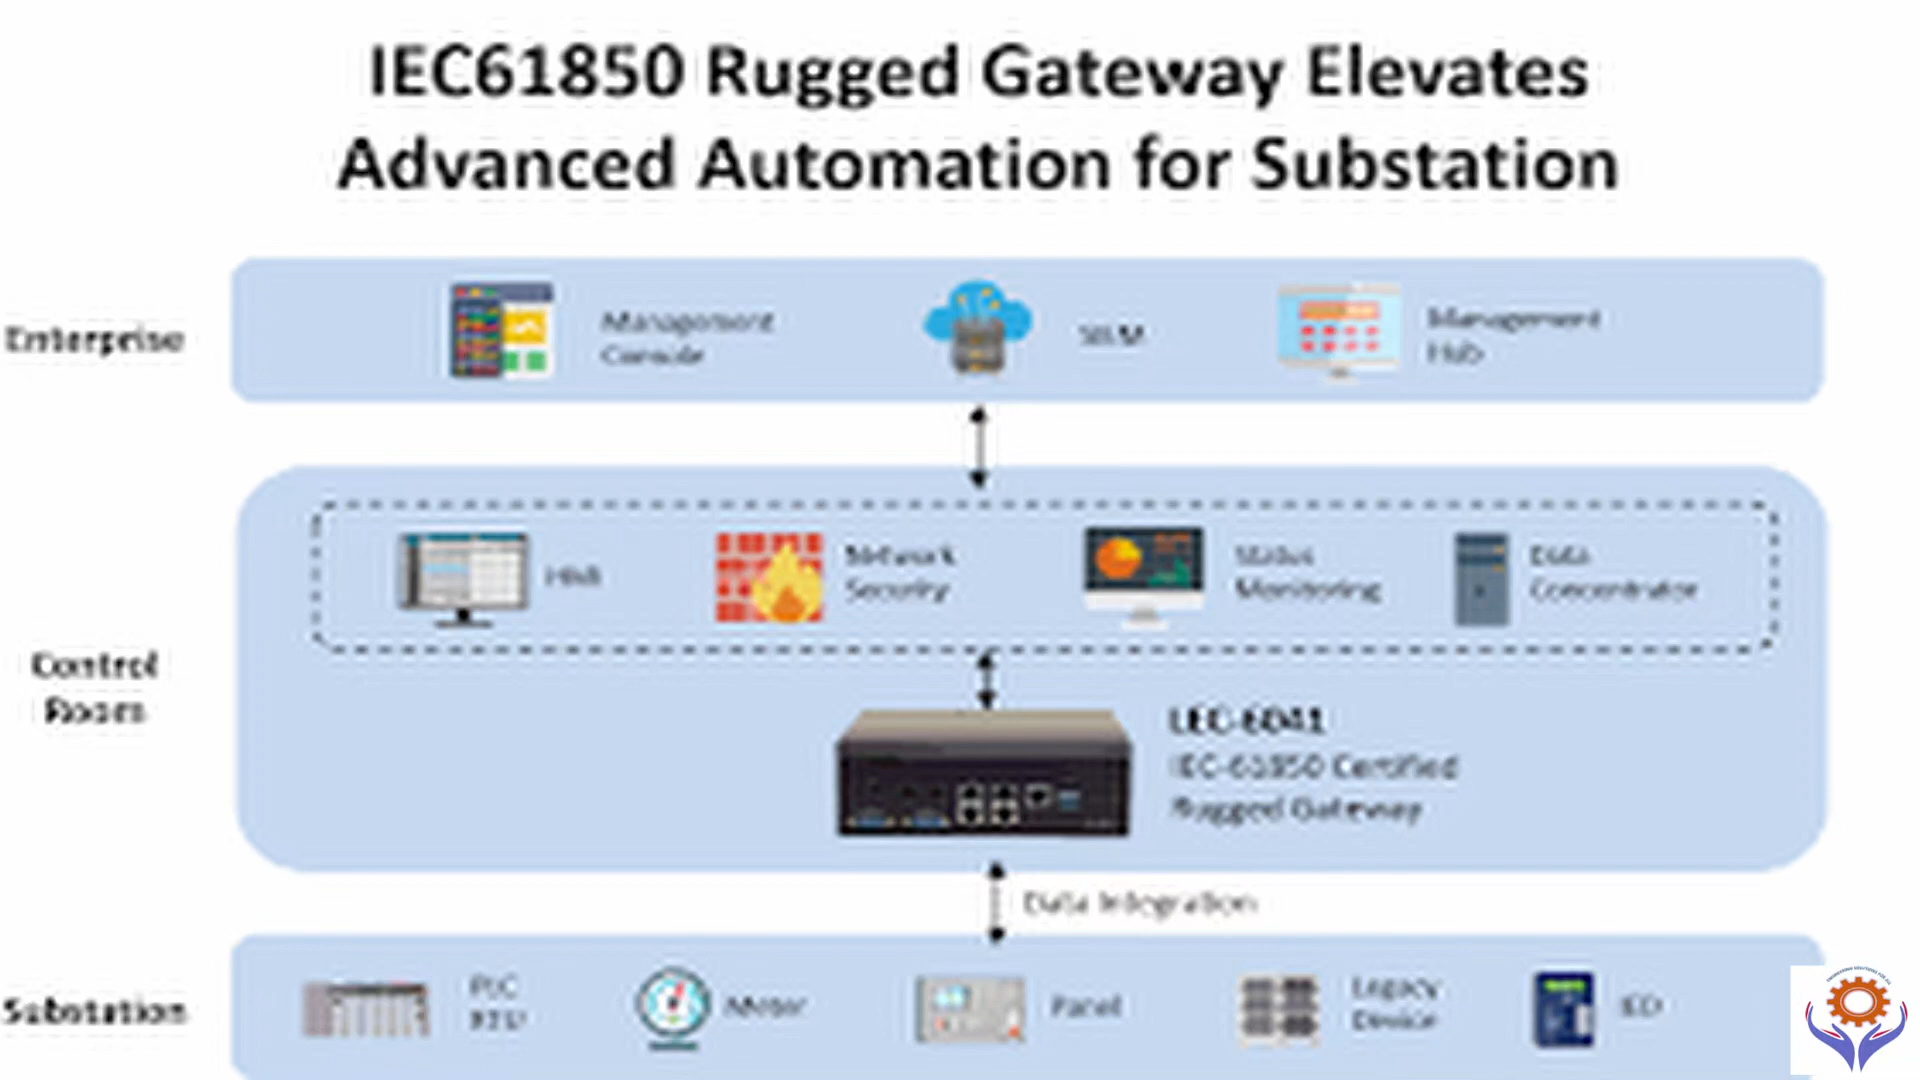 IEC61850 Rugged Gateway Elevates
Advanced Automation for Substation
Enterprise
Management
Console
SIEM
Management
Hub
HMI
Network
Security
Status
Monitoring
Data
Concentrator
Control
Room
LEC-6041
IEC-61850 Certified
Rugged Gateway
Data Integration
Substation
PLC
RTU
Meter
Panel
Legacy
Device
IED